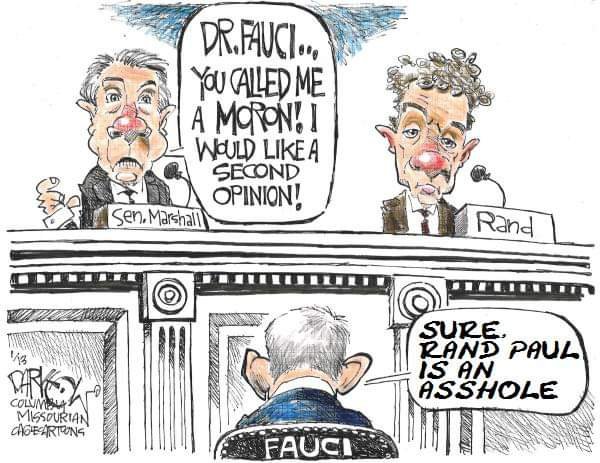 DR. FAUCI...
YOU CALLED ME
A MORON! I
WOULD LIKE A
SECOND
OPINION!
Sen. Marshall
Rand
SURE,
RAND PAUL
IS AN
ASSHOLE
1/13
DARKOW
COLUMBIA
MISSOURIAN
CAGLECARTOONS
FAUCI